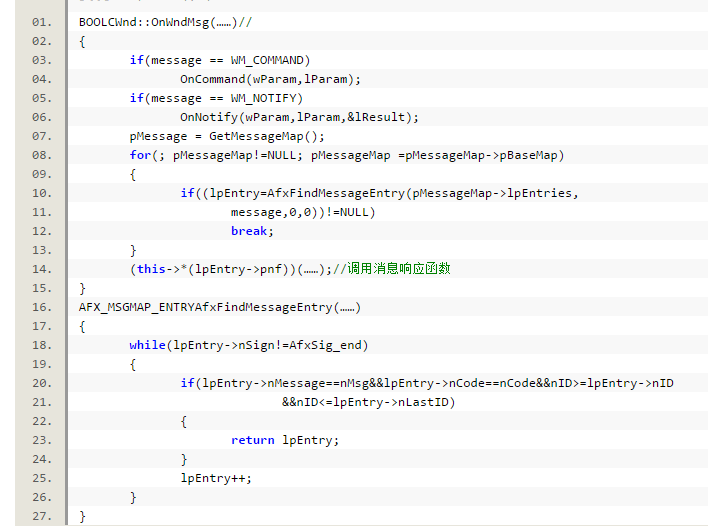 01. BOOLCWnd::OnWndMsg(……)//
02. {
03. if(message == WM_COMMAND)
04. OnCommand(wParam,lParam);
05. if(message == WM_NOTIFY)
06. OnNotify(wParam,lParam,&lResult);
07. pMessage = GetMessageMap();
08. for(; pMessageMap!=NULL; pMessageMap =pMessageMap->pBaseMap)
09. {
10. if((lpEntry=AfxFindMessageEntry(pMessageMap->lpEntries,
11. message,0,0))!=NULL)
12. break;
13. }
14. (this->*(lpEntry->pnf))(……);//调用消息响应函数
15. }
16. AFX_MSGMAP_ENTRYAfxFindMessageEntry(……)
17. {
18. while(lpEntry->nSign!=AfxSig_end)
19. {
20. if(lpEntry->nMessage==nMsg&&lpEntry->nCode==nCode&&nID>=lpEntry->nID
21. &&nID<=lpEntry->nLastID)
22. {
23. return lpEntry;
24. }
25. lpEntry++;
26. }
27. }